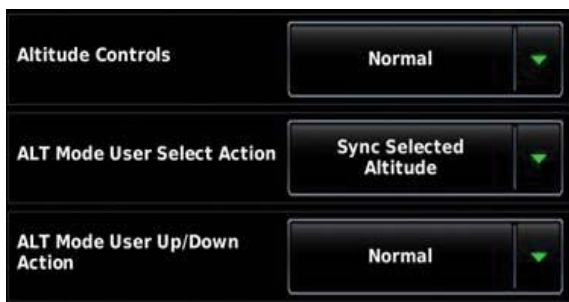 Altitude Controls
Normal
ALT Mode User Select Action
Sync Selected
Altitude
ALT Mode User Up/Down
Action
Normal